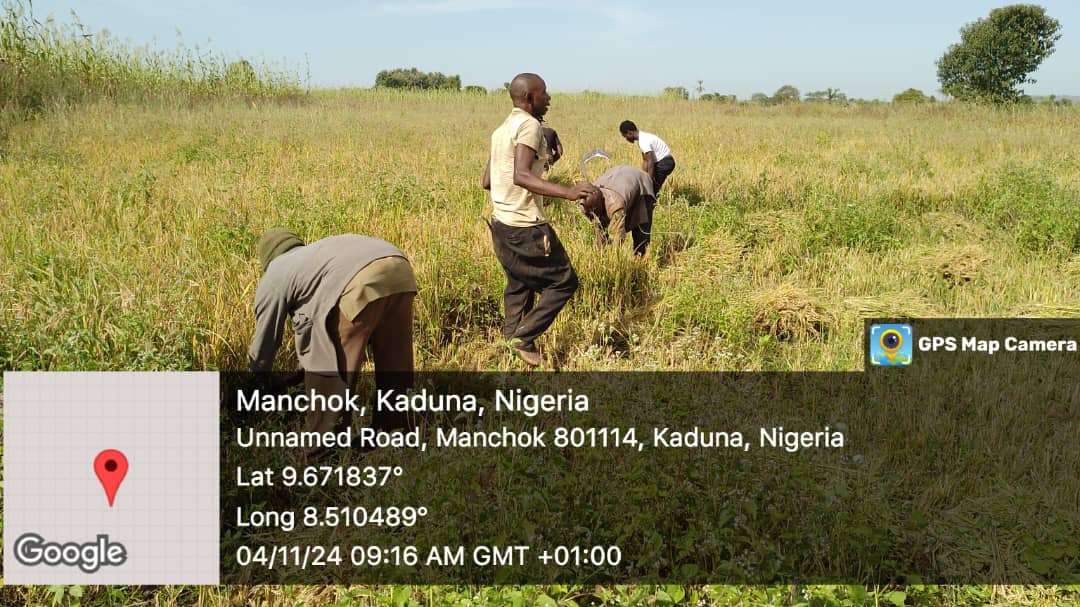 GPS Map Camera
Manchok, Kaduna, Nigeria
Unnamed Road, Manchok 801114, Kaduna, Nigeria
Lat 9.671837°
Long 8.510489°
04/11/24 09:16 AM GMT +01:00
Google